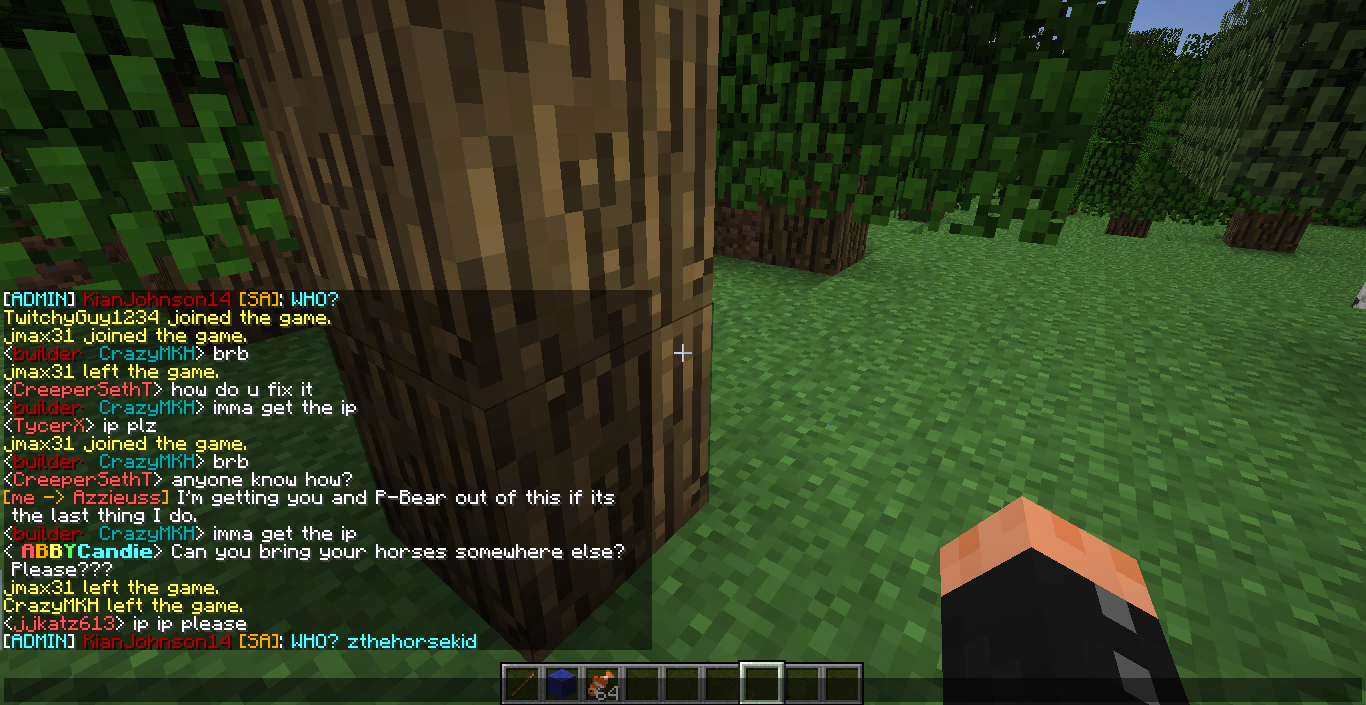 [ADMIN] KianJohnson14 [SA]: WHO?
TwitchyGuy1234 joined the game.
jmax31 joined the game.
<builder CrazyMKH> brb
jmax31 left the game.
<CreeperSethT> how do u fix it
<builder CrazyMKH> imma get the ip
<TycerX> ip plz
jmax31 joined the game.
<builder CrazyMKH> brb
<CreeperSethT> anyone know how?
[me -> Azzieuss] I'm getting you and P-Bear out of this if its
the last thing I do.
<builder CrazyMKH> imma get the ip
< ABBYCandie> Can you bring your horses somewhere else?
Please???
jmax31 left the game.
CrazyMKH left the game.
<jjkatz613> ip ip please
[ADMIN] KianJohnson14 [SA]: WHO? zthehorsekid
64